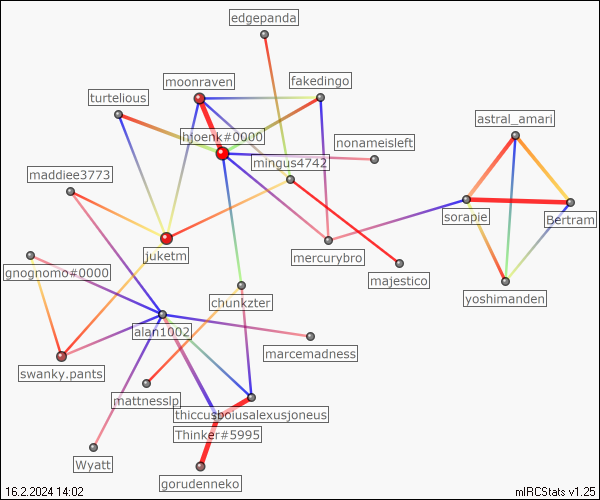 edgepanda
moonraven
fakedingo
turtelious
astral_amari
hjoenk#0000
nonameisleft
mingus4742
maddiee3773
sorapie
Bertram
juketm
mercurybro
gnognomo#0000
majestico
chunkzter
yoshimanden
alan1002
marcemadness
swanky.pants
mattnesslp
thiccusboiusalexusjoneus
Thinker#5995
Wyatt
gorudenneko
16.2.2024 14:02
mIRCStats v1.25